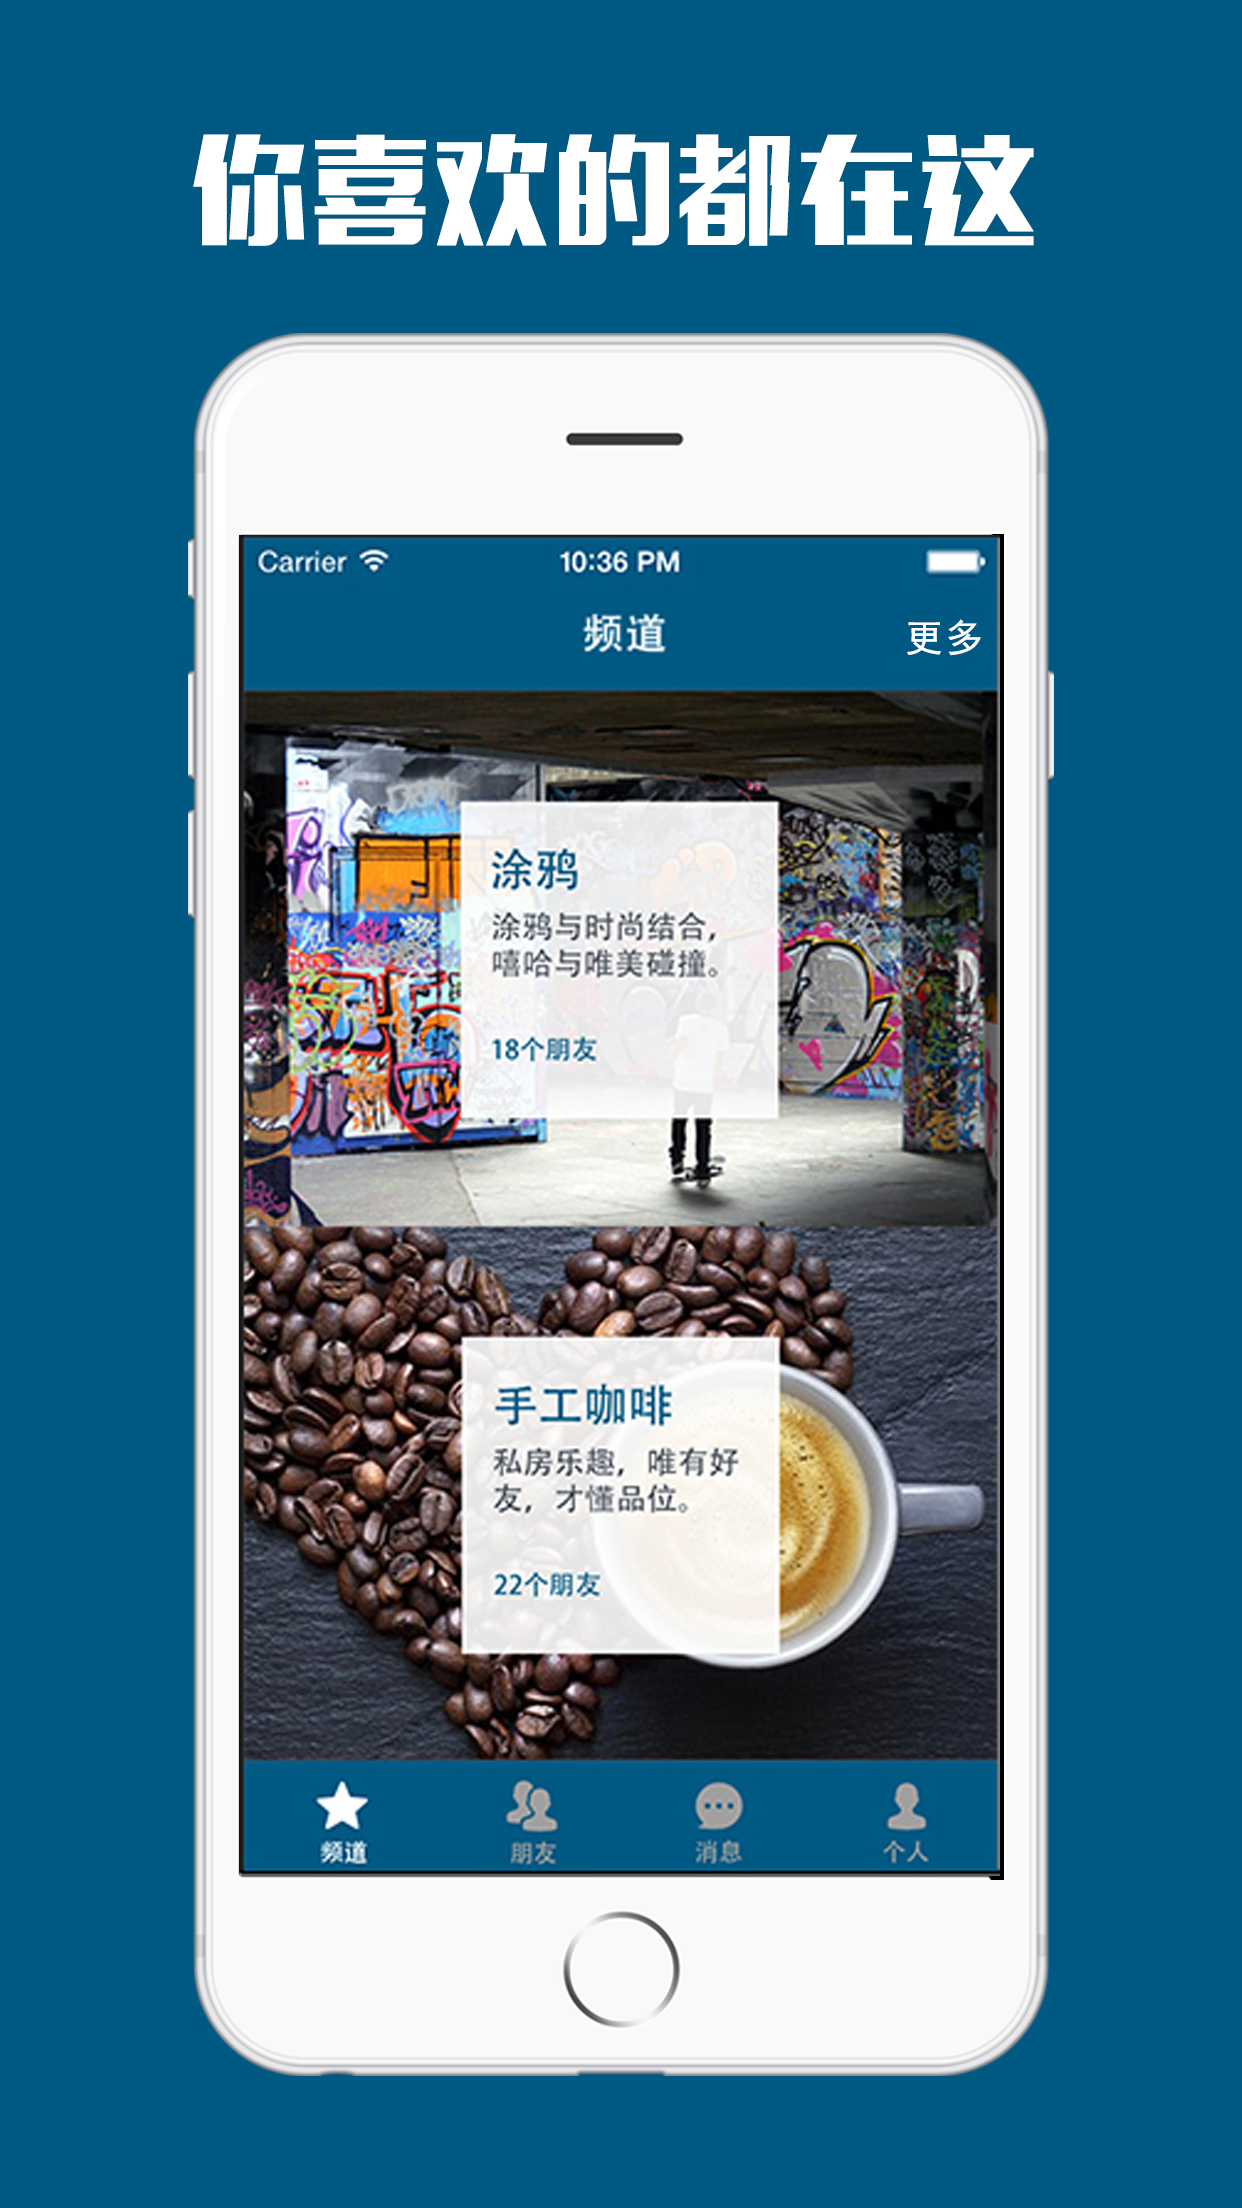 你喜欢的都在这
Carrier 10:36 PM
频道 更多
涂鸦
涂鸦与时尚结合，
嘻哈与唯美碰撞。
18个朋友
手工咖啡
私房乐趣，唯有好
友，才懂品位。
22个朋友
频道 朋友 消息 个人